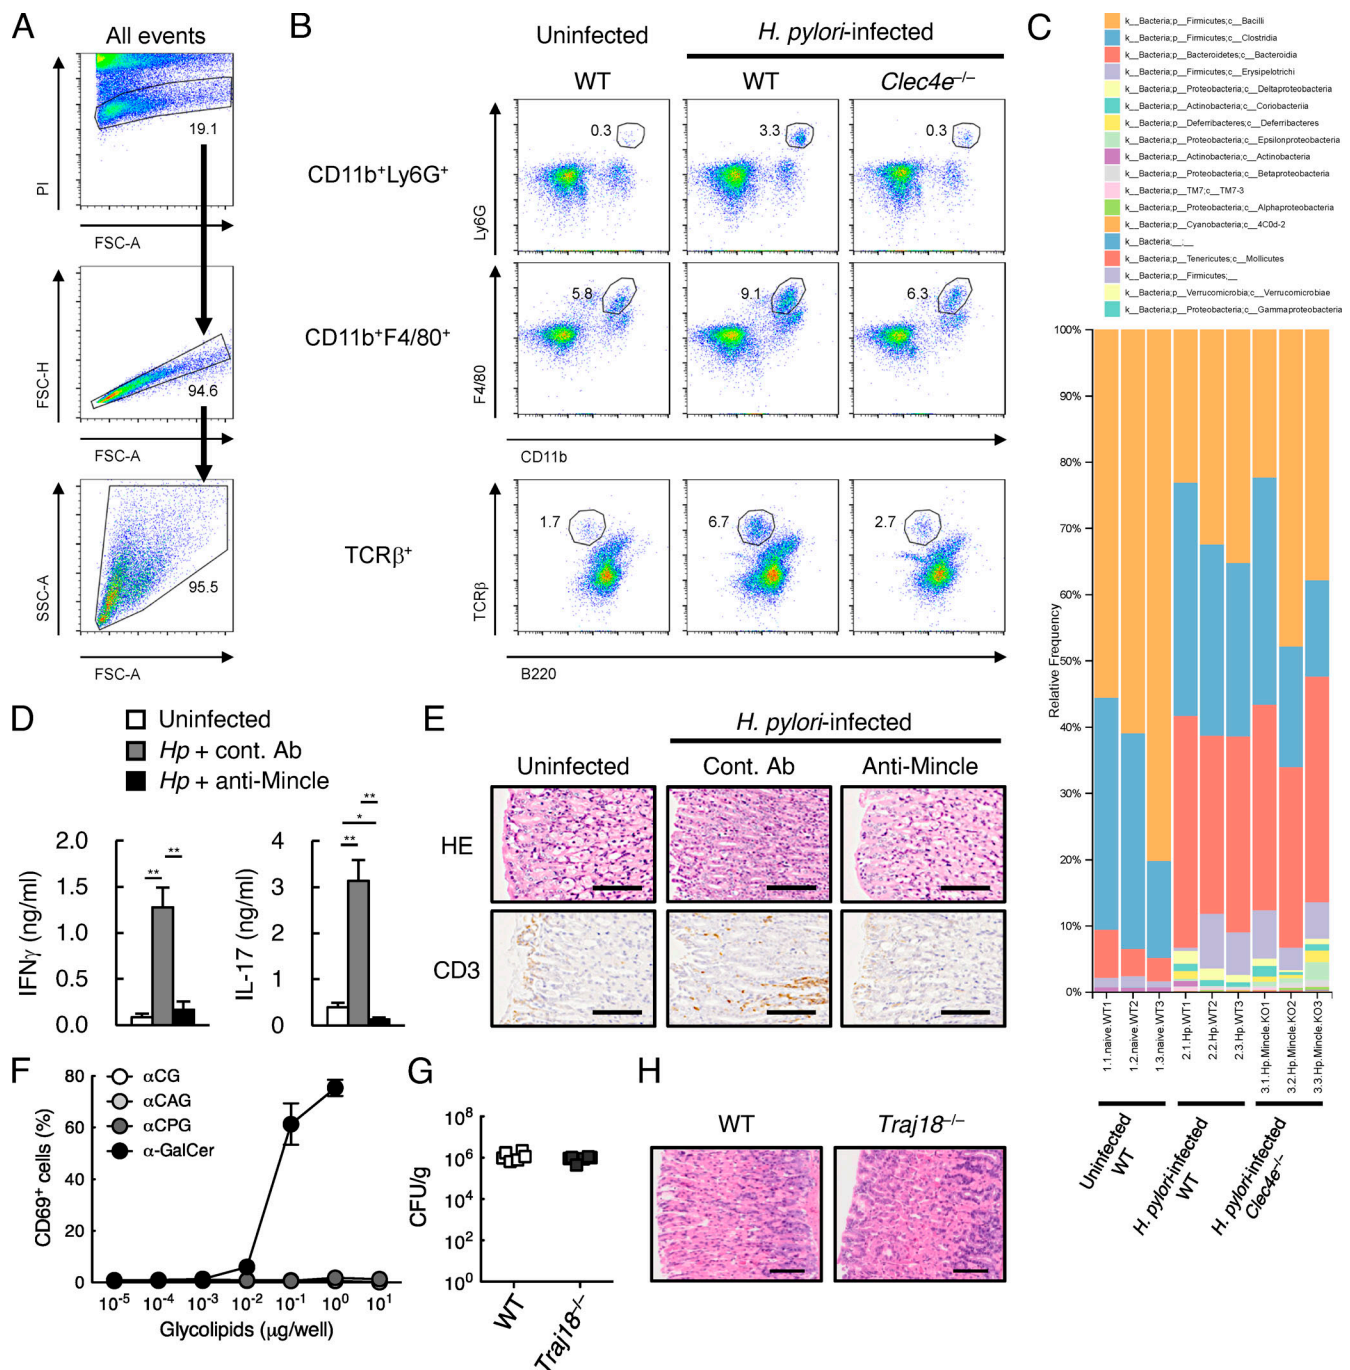 A
All events
PI
19.1
FSC-A
FSC-H
94.6
FSC-A
SSC-A
95.5
FSC-A
B
Uninfected
H. pylori-infected
WT
WT
Clec4e⁻/⁻
CD11b⁺Ly6G⁺
Ly6G
0.3
3.3
0.3
CD11b⁺F4/80⁺
F4/80
5.8
9.1
6.3
CD11b
TCRβ⁺
TCRβ
1.7
6.7
2.7
B220
C
k__Bacteria;p__Firmicutes;c__Bacilli
k__Bacteria;p__Firmicutes;c__Clostridia
k__Bacteria;p__Bacteroidetes;c__Bacteroidia
k__Bacteria;p__Firmicutes;c__Erysipelotrichi
k__Bacteria;p__Proteobacteria;c__Deltaproteobacteria
k__Bacteria;p__Actinobacteria;c__Coriobacteria
k__Bacteria;p__Deferribacteres;c__Deferribacteres
k__Bacteria;p__Proteobacteria;c__Epsilonproteobacteria
k__Bacteria;p__Actinobacteria;c__Actinobacteria
k__Bacteria;p__Proteobacteria;c__Betaproteobacteria
k__Bacteria;p__TM7;c__TM7-3
k__Bacteria;p__Proteobacteria;c__Alphaproteobacteria
k__Bacteria;p__Cyanobacteria;c__4C0d-2
k__Bacteria;__;__
k__Bacteria;p__Tenericutes;c__Mollicutes
k__Bacteria;p__Firmicutes;__
k__Bacteria;p__Verrucomicrobia;c__Verrucomicrobiae
k__Bacteria;p__Proteobacteria;c__Gammaproteobacteria
Relative Frequency
100%
90%
80%
70%
60%
50%
40%
30%
20%
10%
0%
1.1.naive.WT1
1.2.naive.WT2
1.3.naive.WT3
2.1.Hp.WT1
2.2.Hp.WT2
2.3.Hp.WT3
3.1.Hp.Mincle.KO1
3.2.Hp.Mincle.KO2
3.3.Hp.Mincle.KO3
Uninfected
WT
H. pylori-infected
WT
H. pylori-infected
Clec4e⁻/⁻
D
Uninfected
Hp + cont. Ab
Hp + anti-Mincle
IFNγ (ng/ml)
2.0
1.5
1.0
0.5
0.0
** **
IL-17 (ng/ml)
4
3
2
1
0
**
*
**
E
H. pylori-infected
Uninfected
Cont. Ab
Anti-Mincle
HE
CD3
F
αCG
αCAG
αCPG
α-GalCer
CD69⁺ cells (%)
80
60
40
20
0
10⁻⁵ 10⁻⁴ 10⁻³ 10⁻² 10⁻¹ 10⁰ 10¹
Glycolipids (μg/well)
G
CFU/g
10⁸
10⁶
10⁴
10²
10⁰
WT
Traj18⁻/⁻
H
WT
Traj18⁻/⁻